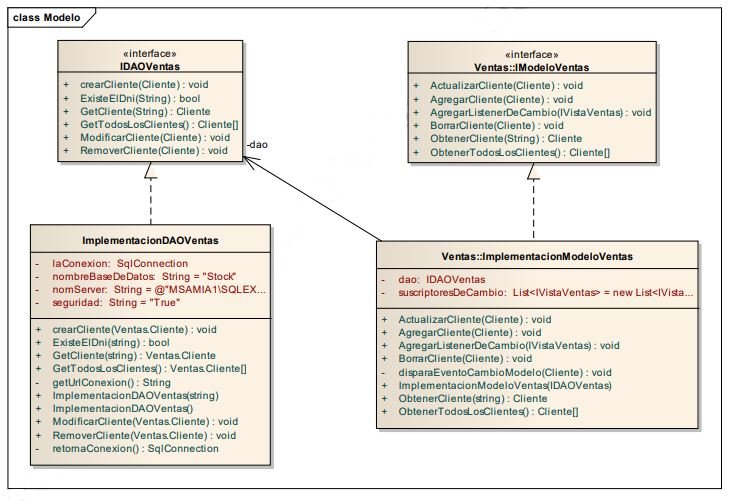 class Modelo
«interface»
IDAOVentas
+ crearCliente(Cliente) : void
+ ExisteElDni(String) : bool
+ GetCliente(String) : Cliente
+ GetTodosLosClientes() : Cliente[]
+ ModificarCliente(Cliente) : void
+ RemoverCliente(Cliente) : void
«interface»
Ventas::IModeloVentas
+ ActualizarCliente(Cliente) : void
+ AgregarCliente(Cliente) : void
+ AgregarListenerDeCambio(IVistaVentas) : void
+ BorrarCliente(Cliente) : void
+ ObtenerCliente(String) : Cliente
+ ObtenerTodosLosClientes() : Cliente[]
-dao
ImplementacionDAOVentas
- laConexion: SqlConnection
- nombreBaseDeDatos: String = "Stock"
- nomServer: String = @"MSAMIA1\SQLEX...
- seguridad: String = "True"
+ crearCliente(Ventas.Cliente) : void
+ ExisteElDni(string) : bool
+ GetCliente(string) : Ventas.Cliente
+ GetTodosLosClientes() : Ventas.Cliente[]
- getUrlConexion() : String
+ ImplementacionDAOVentas(string)
+ ImplementacionDAOVentas()
+ ModificarCliente(Ventas.Cliente) : void
+ RemoverCliente(Ventas.Cliente) : void
- retornaConexion() : SqlConnection
Ventas::ImplementacionModeloVentas
- dao: IDAOVentas
- suscriptoresDeCambio: List<IVistaVentas> = new List<IVista...
+ ActualizarCliente(Cliente) : void
+ AgregarCliente(Cliente) : void
+ AgregarListenerDeCambio(IVistaVentas) : void
+ BorrarCliente(Cliente) : void
- disparaEventoCambioModelo(Cliente) : void
+ ImplementacionModeloVentas(IDAOVentas)
+ ObtenerCliente(string) : Cliente
+ ObtenerTodosLosClientes() : Cliente[]